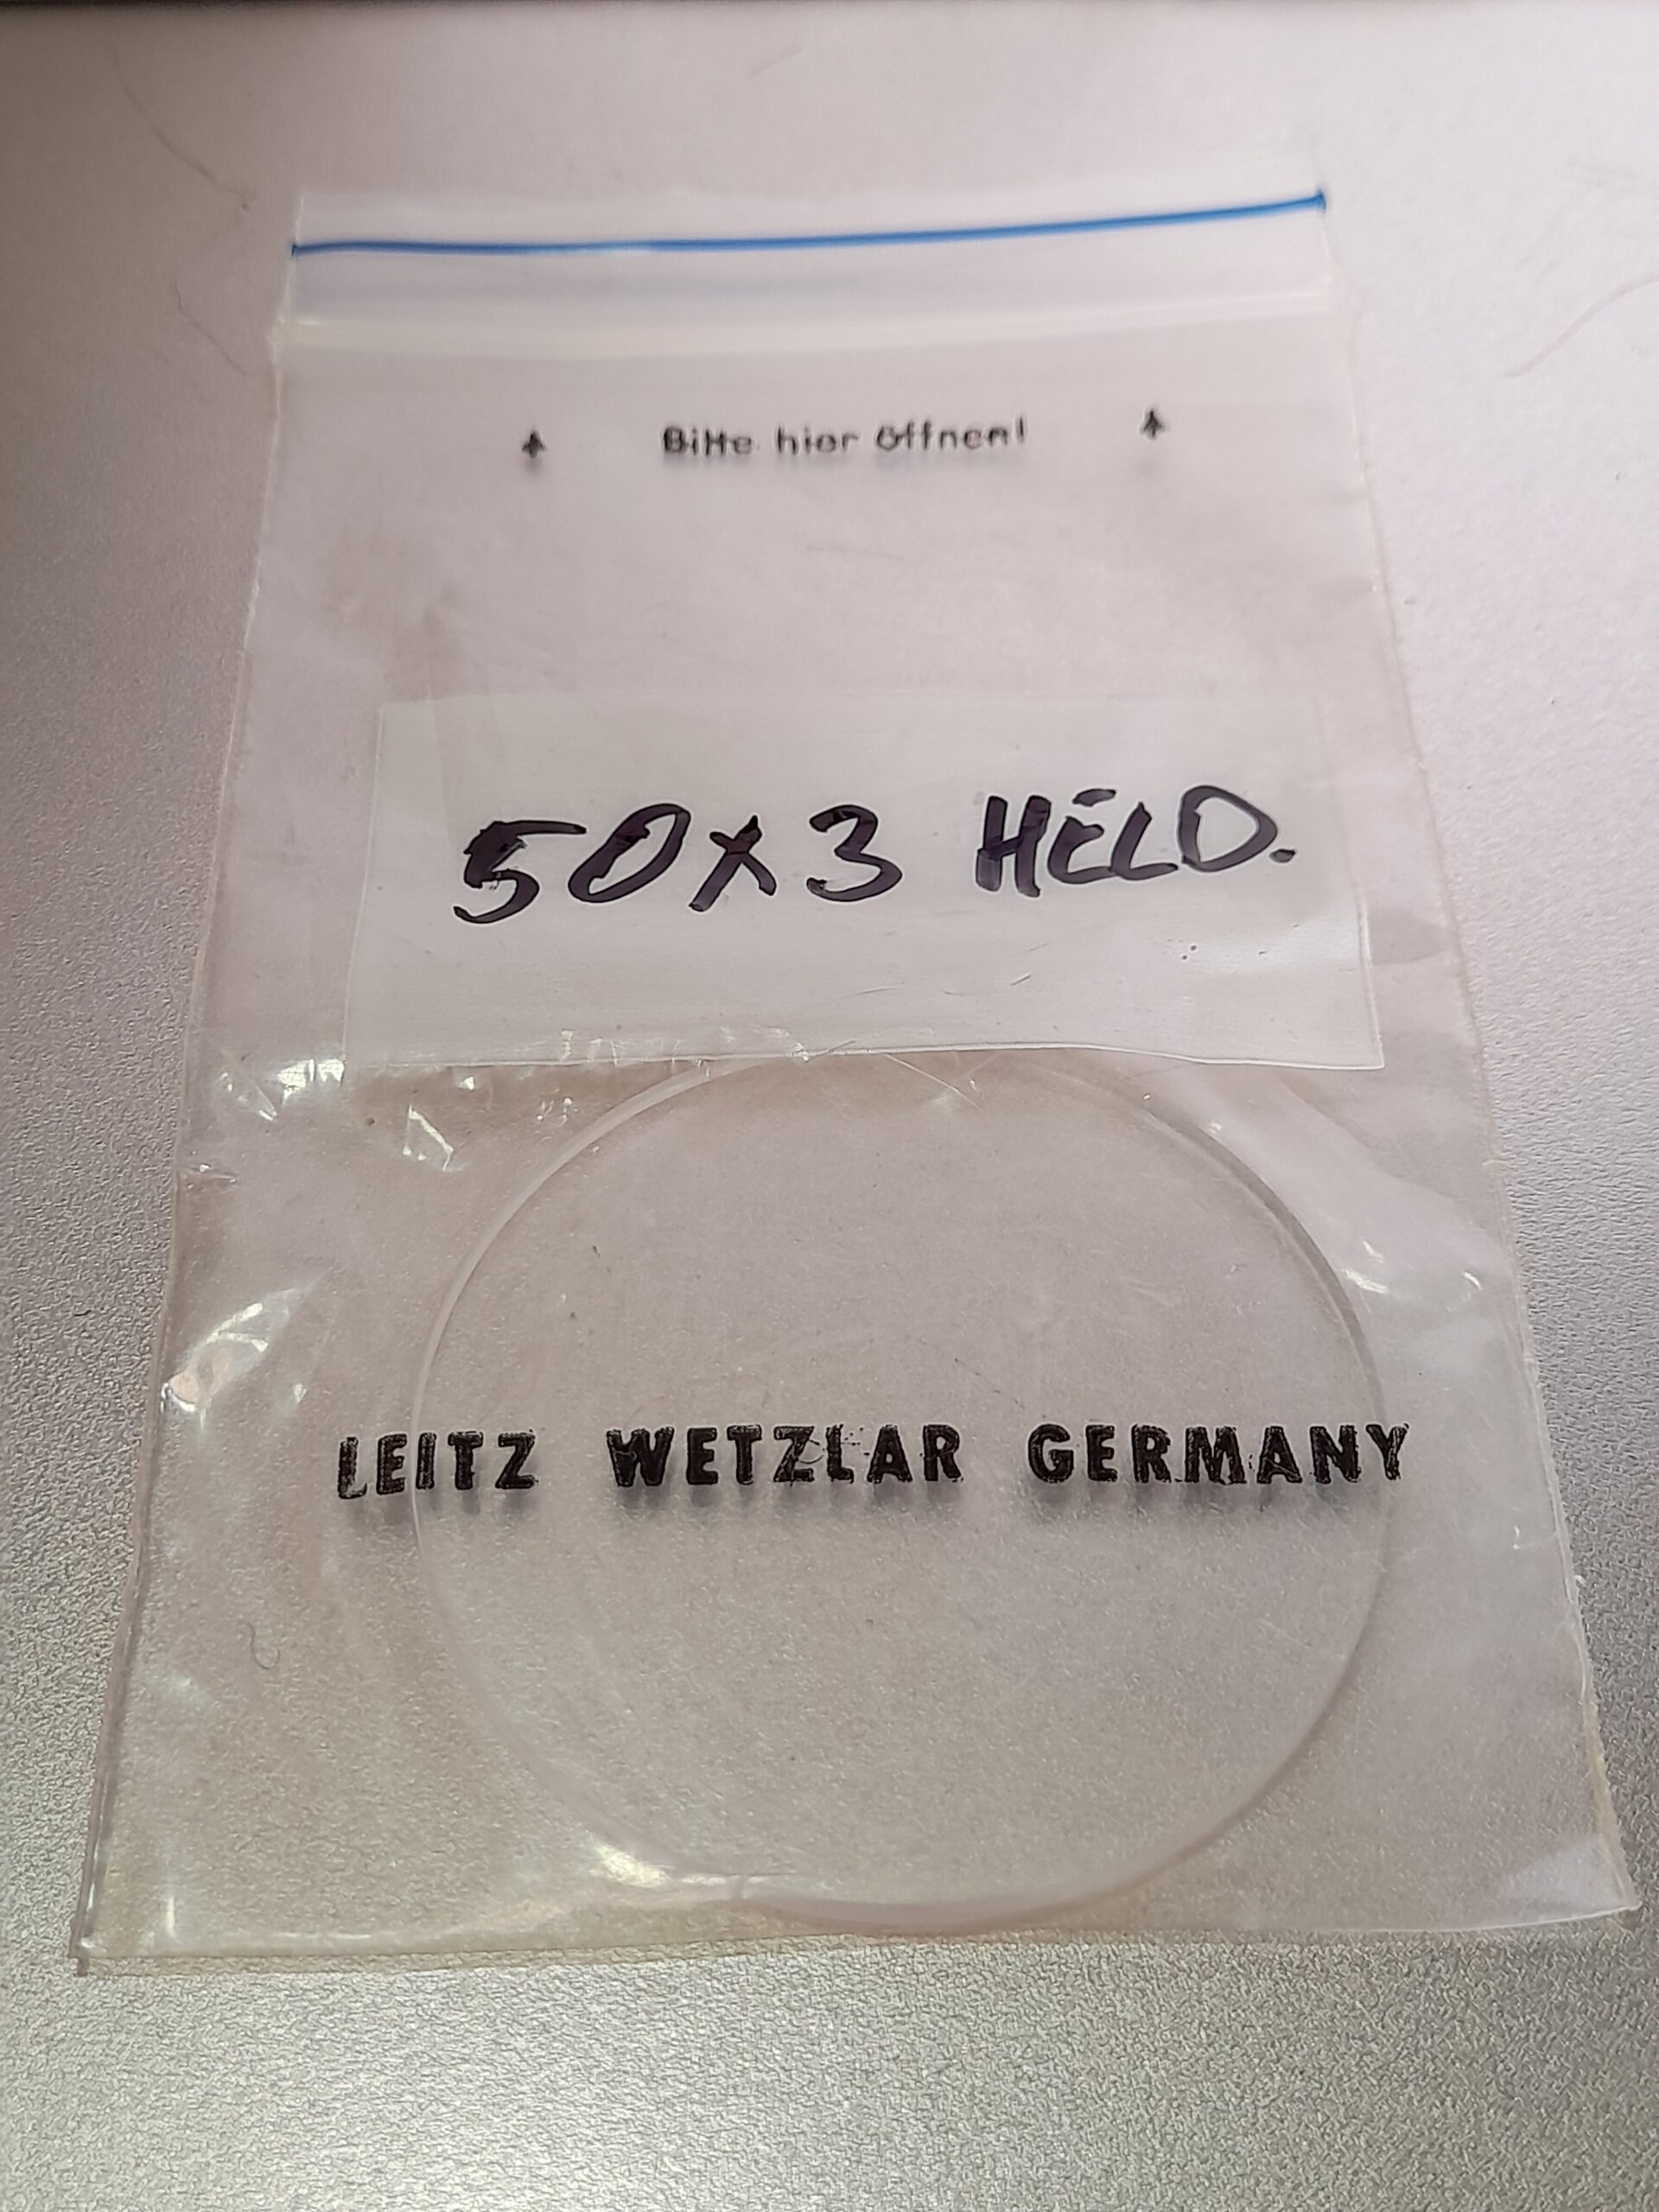 Bitte hier öffnen!
50x3 HELD.
LEITZ WETZLAR GERMANY